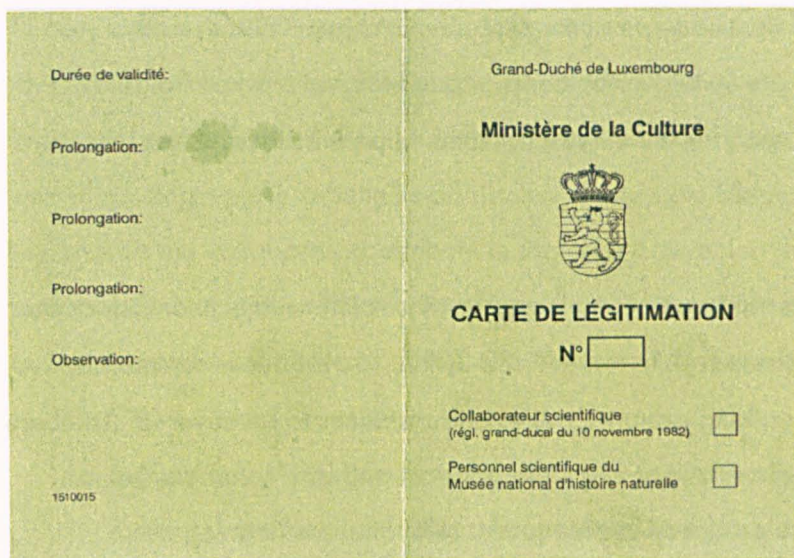 Durée de validité:
Prolongation:
Prolongation:
Prolongation:
Observation:
1510015
Grand-Duché de Luxembourg
Ministère de la Culture
CARTE DE LÉGITIMATION
N°
Collaborateur scientifique
(régl. grand-ducal du 10 novembre 1982)
Personnel scientifique du
Musée national d'histoire naturelle